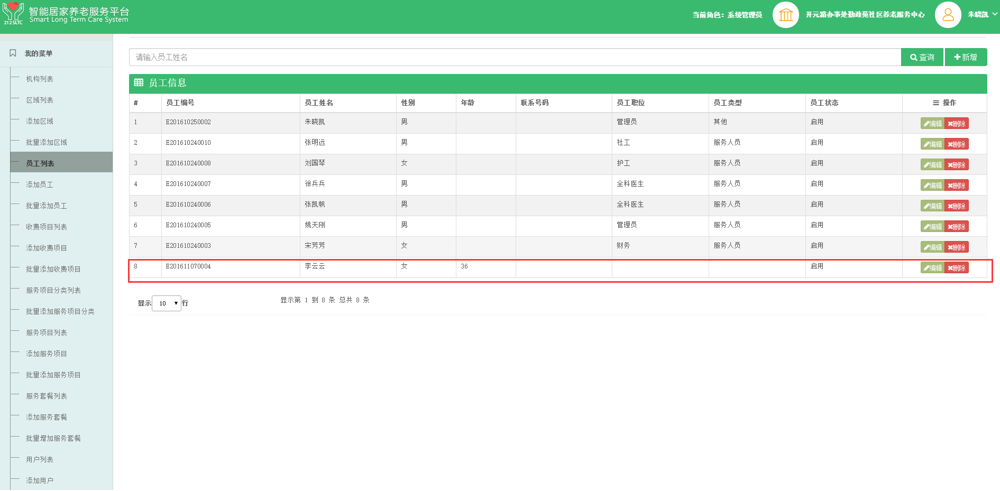 智能居家养老服务平台
Smart Long Term Care System
212SLTC
当前角色：系统管理员
开元路办事处勤政苑社区养老服务中心
朱晓凯
我的菜单
机构列表
区域列表
添加区域
批量添加区域
员工列表
添加员工
批量添加员工
收费项目列表
添加收费项目
批量添加收费项目
服务项目分类列表
批量添加服务项目分类
服务项目列表
添加服务项目
批量添加服务项目
服务套餐列表
添加服务套餐
批量增加服务套餐
用户列表
添加用户
请输入员工姓名 查询 新增
员工信息
# 员工编号 员工姓名 性别 年龄 联系号码 员工职位 员工类型 员工状态 操作
1 E201610250002 朱晓凯 男 管理员 其他 启用 编辑 删除
2 E201610240010 张明远 男 社工 服务人员 启用 编辑 删除
3 E201610240008 刘国琴 女 护工 服务人员 启用 编辑 删除
4 E201610240007 徐兵兵 男 全科医生 服务人员 启用 编辑 删除
5 E201610240006 张凯帆 男 全科医生 服务人员 启用 编辑 删除
6 E201610240005 姚天刚 男 管理员 服务人员 启用 编辑 删除
7 E201610240003 宋芳芳 女 财务 服务人员 启用 编辑 删除
8 E201611070004 李云云 女 36 启用 编辑 删除
显示 10 行 显示第 1 到 8 条 总共 8 条